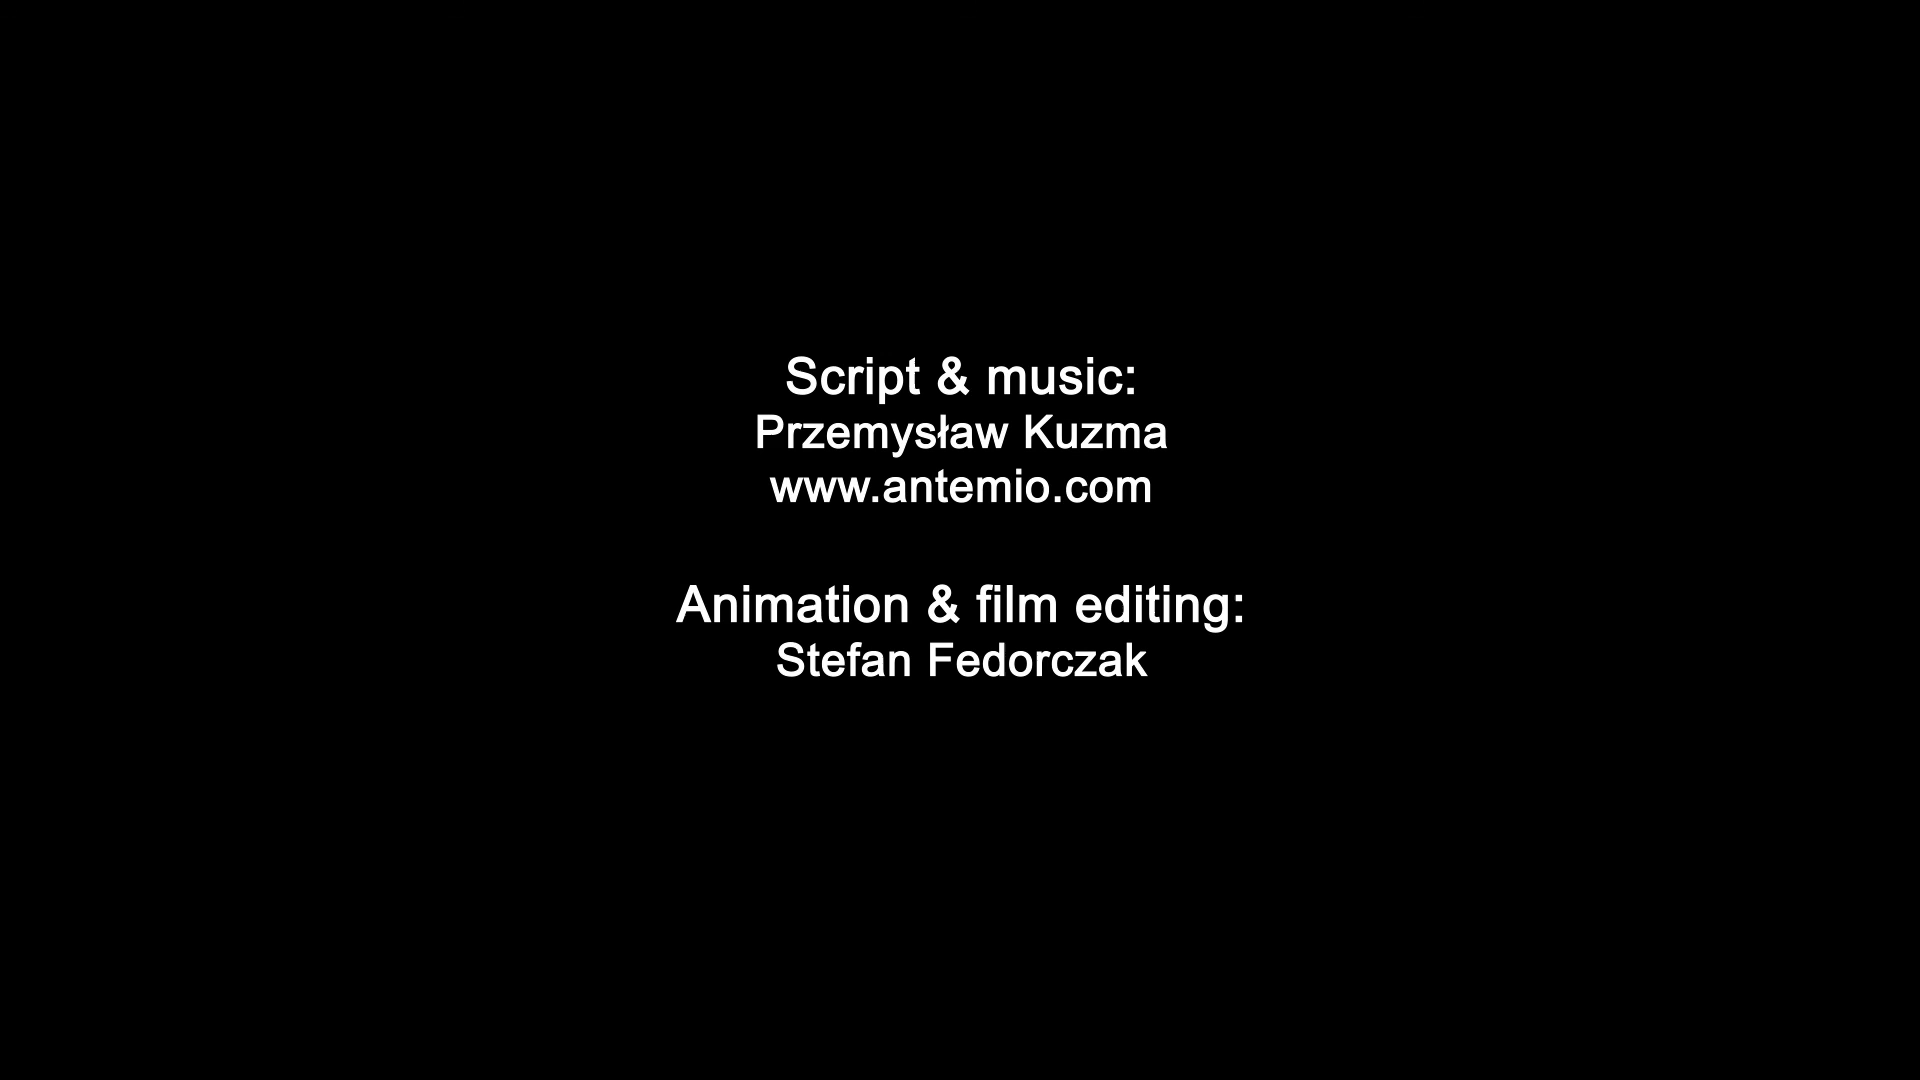 Script & music:
Przemysław Kuzma
www.antemio.com
Animation & film editing:
Stefan Fedorczak